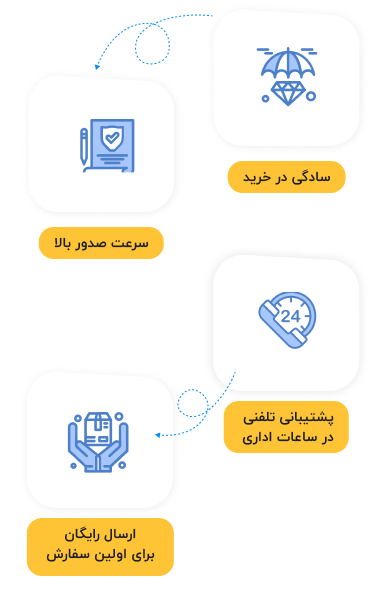 سادگی در خرید
سرعت صدور بالا
24
پشتیبانی تلفنی
در ساعات اداری
ارسال رایگان
برای اولین سفارش